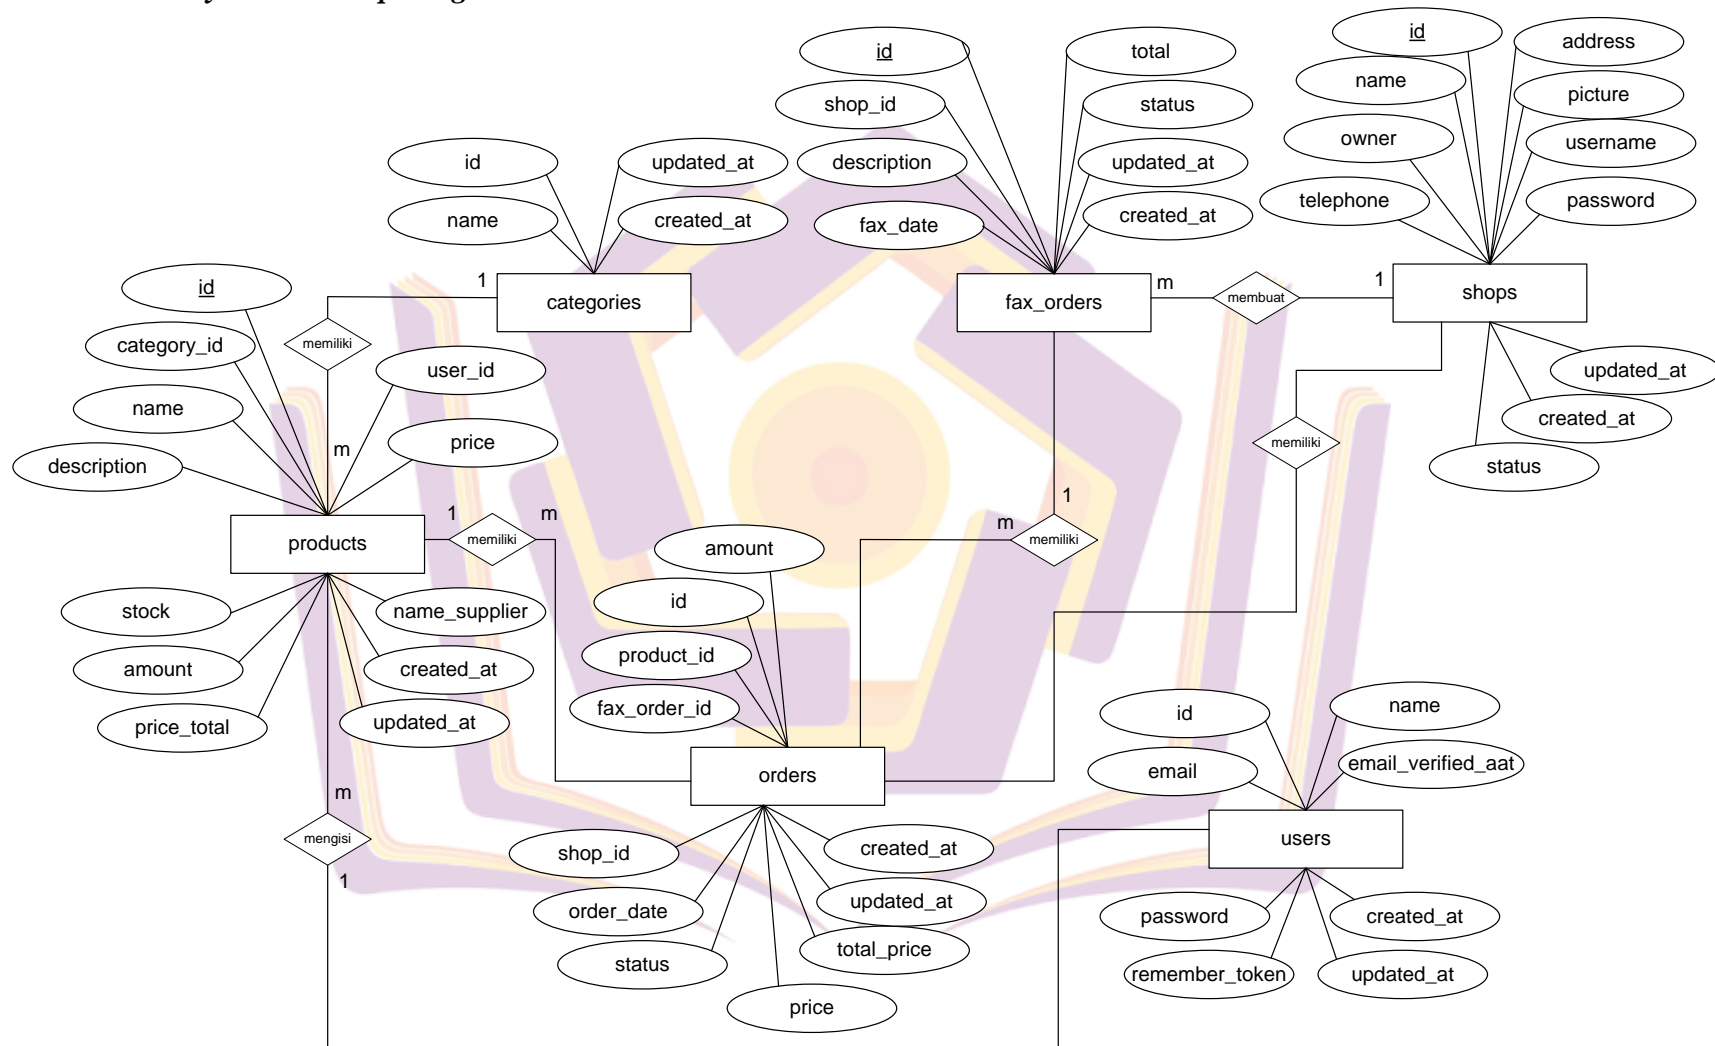 id
total
id
address
name
picture
shop_id
status
owner
username
id
updated_at
description
updated_at
telephone
password
name
created_at
fax_date
created_at
id
1
categories
fax_orders
m
membuat
1
shops
category_id
memiliki
user_id
updated_at
name
price
created_at
description
m
memiliki
status
products
1
memiliki
m
amount
1
m
memiliki
stock
name_supplier
id
amount
created_at
product_id
price_total
updated_at
fax_order_id
id
name
orders
email
email_verified_aat
m
mengisi
1
users
shop_id
created_at
order_date
updated_at
password
created_at
status
total_price
remember_token
updated_at
price